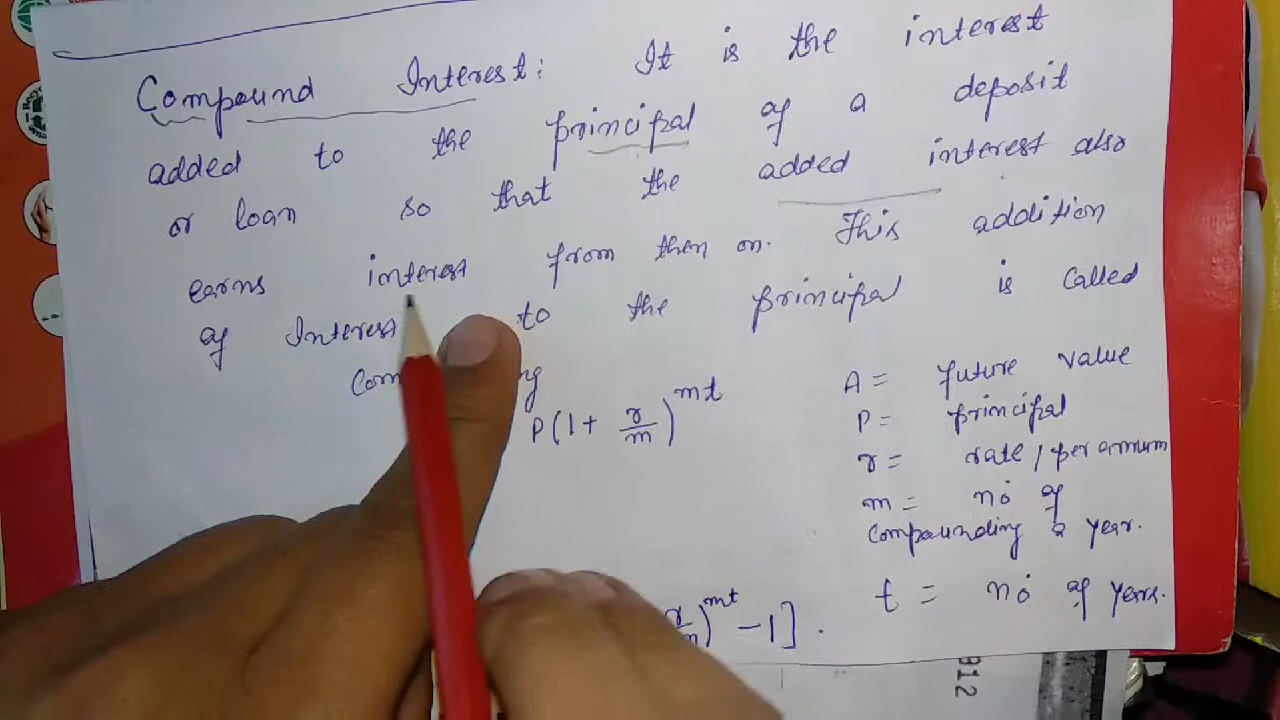 Compound Interest: It is the interest
added to the principal of a deposit
or loan so that the added interest also
earns interest from then on. This addition
of Interest to the principal is called
P(1+ r/m)^mt
A = future value
P = principal
r = rate / per annum
m = no of
compounding a year.
t = no of years.
)^mt -1].
912